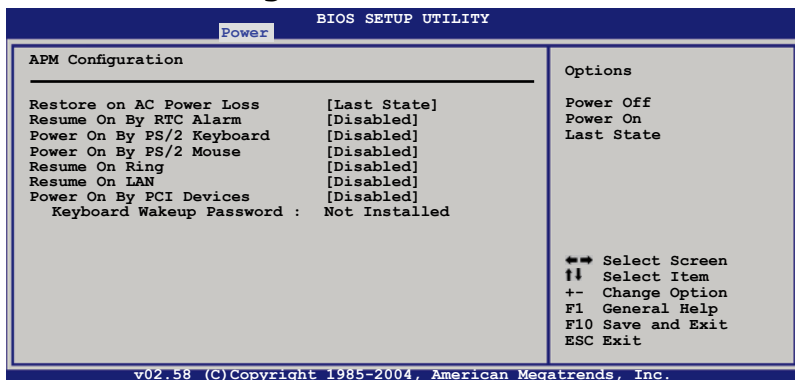 BIOS SETUP UTILITY
Power
APM Configuration
Restore on AC Power Loss [Last State]
Resume On By RTC Alarm [Disabled]
Power On By PS/2 Keyboard [Disabled]
Power On By PS/2 Mouse [Disabled]
Resume On Ring [Disabled]
Resume On LAN [Disabled]
Power On By PCI Devices [Disabled]
Keyboard Wakeup Password : Not Installed
Options
Power Off
Power On
Last State
Select Screen
Select Item
+- Change Option
F1 General Help
F10 Save and Exit
ESC Exit
v02.58 (C)Copyright 1985-2004, American Megatrends, Inc.